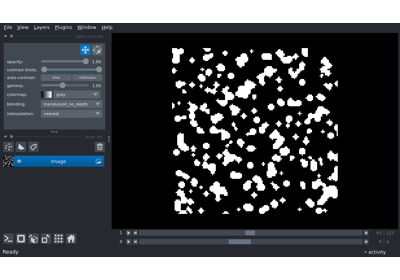 File View Layers Plugins Window Help
opacity: 1.00
contrast limits:
auto-contrast: once continuous
gamma: 1.00
colormap: gray
blending: translucent_no_depth
interpolation: nearest
Image
1
0
Ready
activity